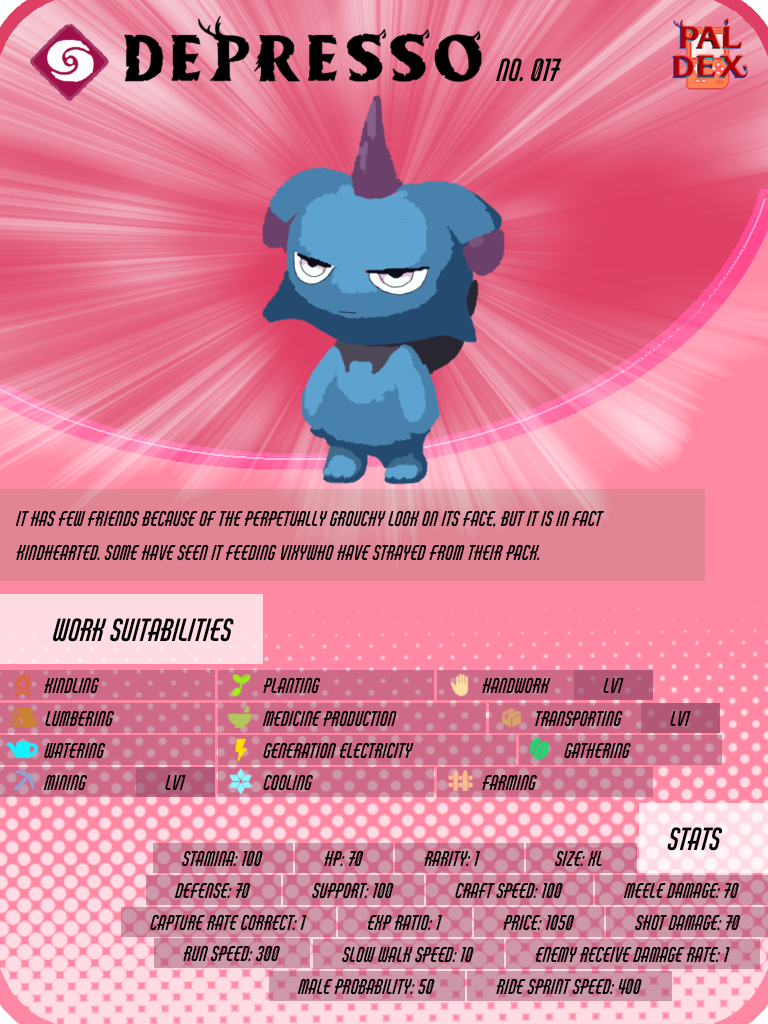 DEPRESSO NO. 017
PAL
DEX
IT HAS FEW FRIENDS BECAUSE OF THE PERPETUALLY GROUCHY LOOK ON ITS FACE, BUT IT IS IN FACT
KINDHEARTED. SOME HAVE SEEN IT FEEDING VIXYWHO HAVE STRAYED FROM THEIR PACK.
WORK SUITABILITIES
KINDLING PLANTING HANDWORK LV1
LUMBERING MEDICINE PRODUCTION TRANSPORTING LV1
WATERING GENERATION ELECTRICITY GATHERING
MINING LV1 COOLING FARMING
STATS
STAMINA: 100 HP: 70 RARITY: 1 SIZE: XL
DEFENSE: 70 SUPPORT: 100 CRAFT SPEED: 100 MEELE DAMAGE: 70
CAPTURE RATE CORRECT: 1 EXP RATIO: 1 PRICE: 1050 SHOT DAMAGE: 70
RUN SPEED: 300 SLOW WALK SPEED: 10 ENEMY RECEIVE DAMAGE RATE: 1
MALE PROBABILITY: 50 RIDE SPRINT SPEED: 400